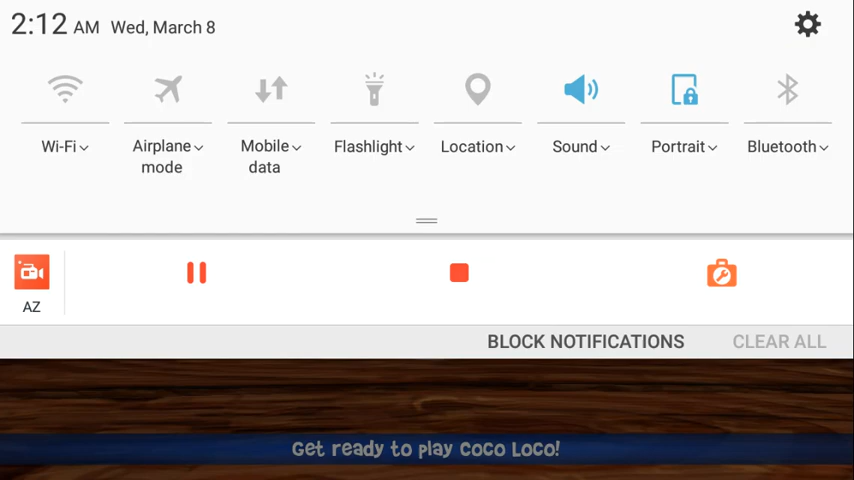 2:12 AM Wed, March 8
Wi-Fi Airplane mode Mobile data Flashlight Location Sound Portrait Bluetooth
AZ
BLOCK NOTIFICATIONS CLEAR ALL
Get ready to play Coco Loco!